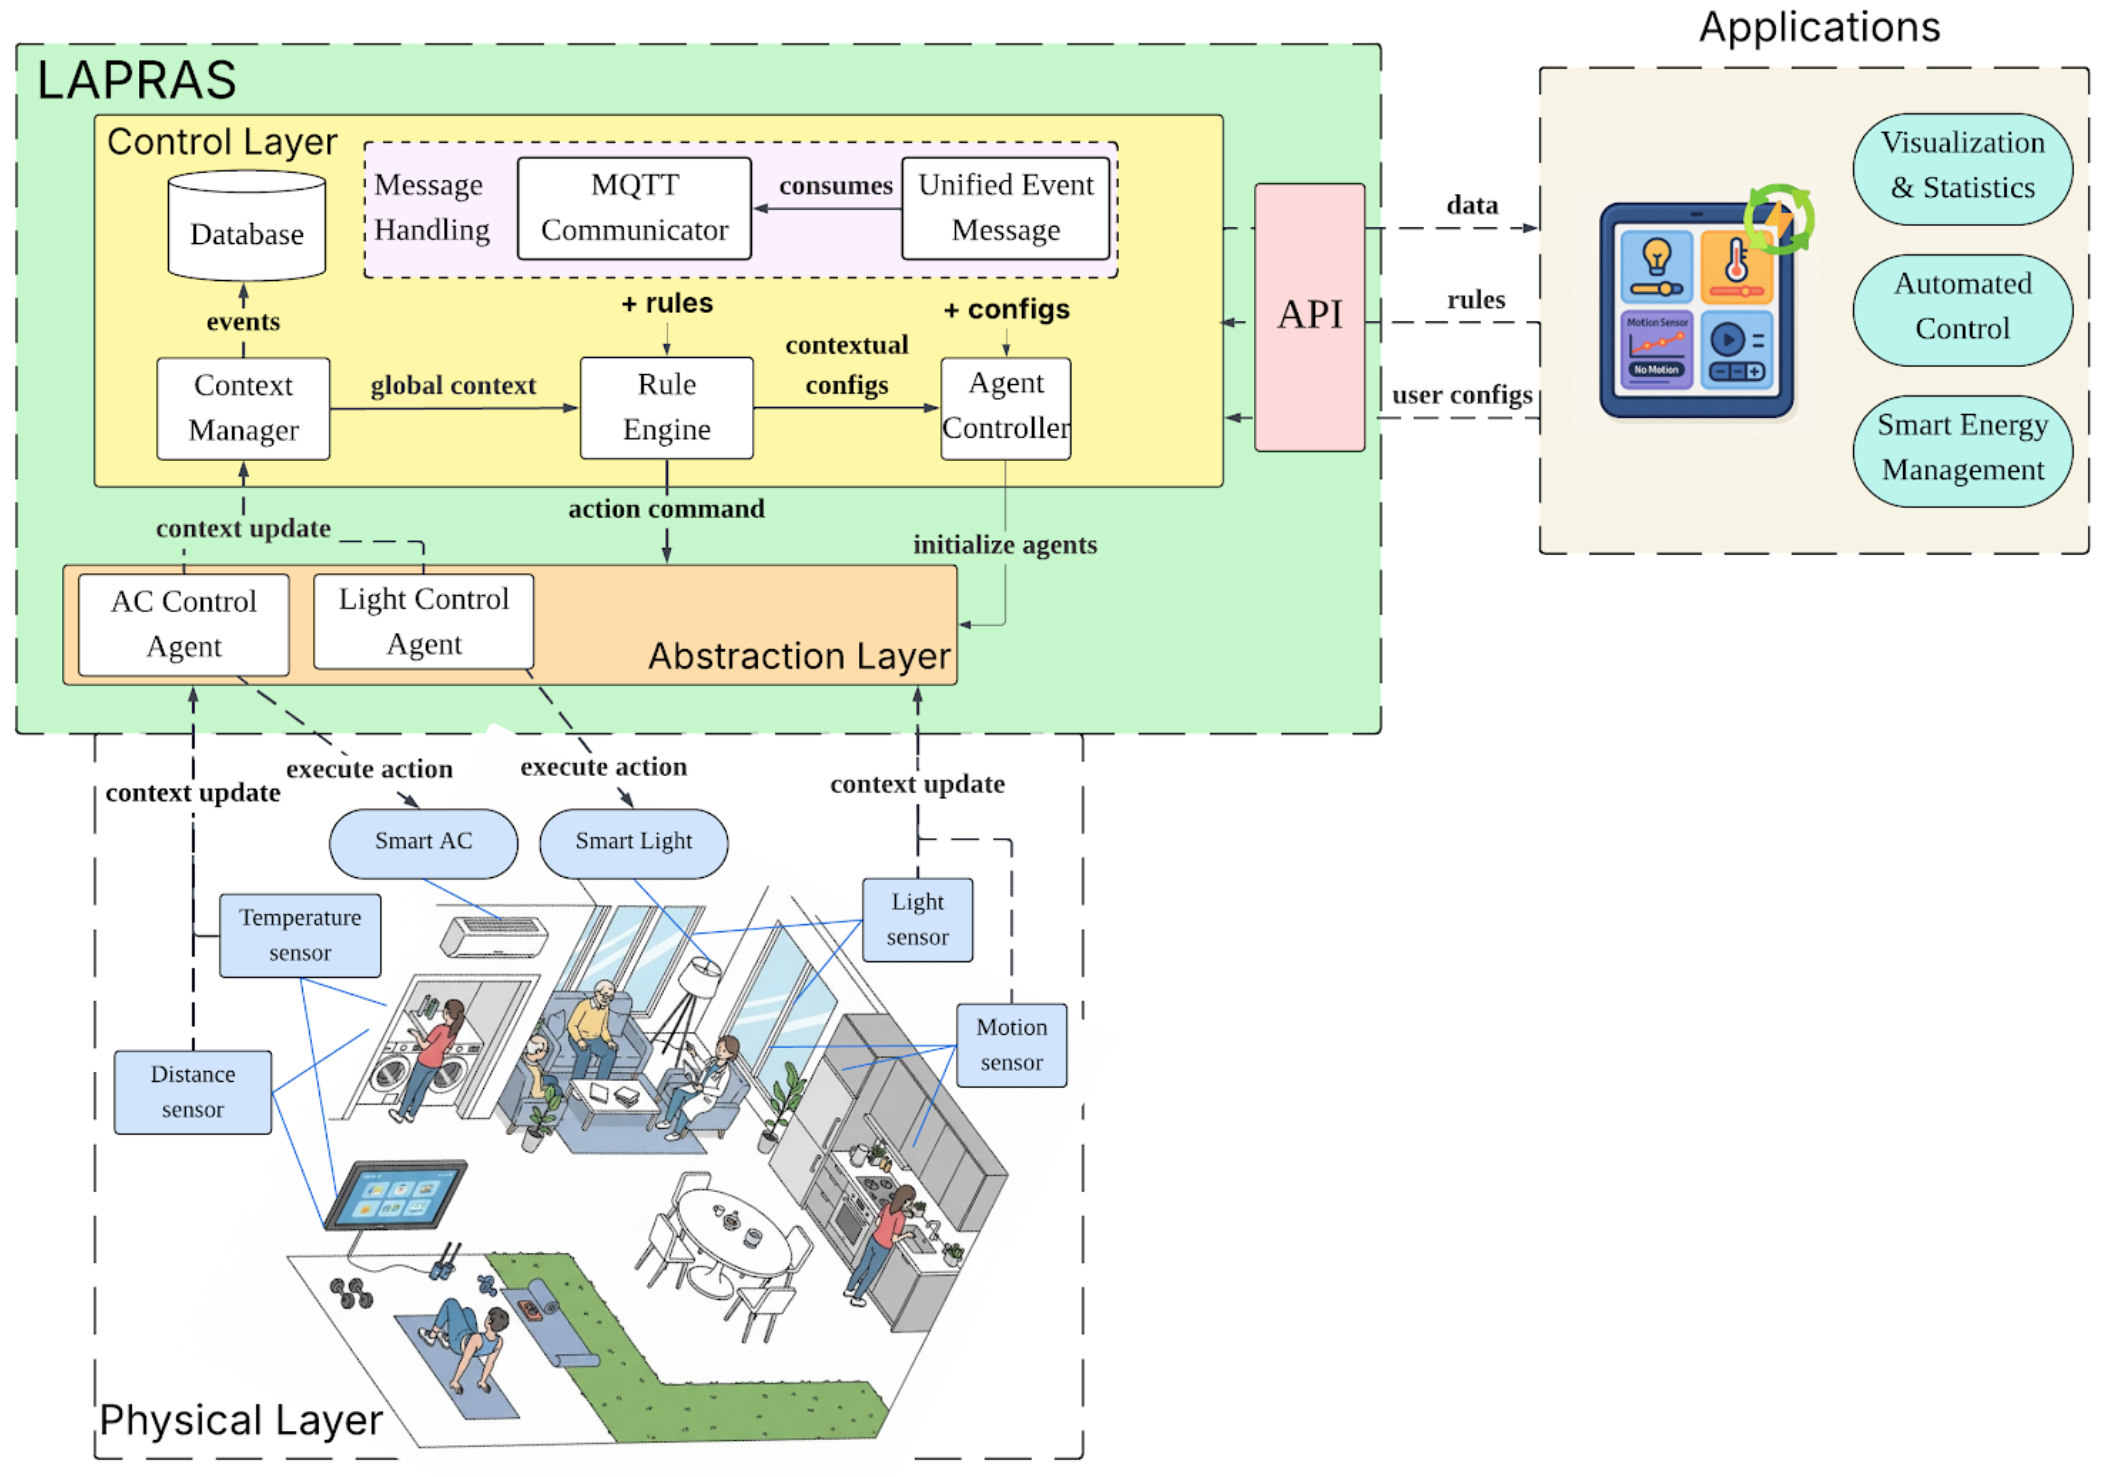 Applications
LAPRAS
Control Layer
Database
Message
Handling
MQTT
Communicator
consumes
Unified Event
Message
events
+ rules
+ configs
Context
Manager
global context
Rule
Engine
contextual
configs
Agent
Controller
API
data
rules
user configs
Motion Sensor
No Motion
Visualization
& Statistics
Automated
Control
Smart Energy
Management
context update
action command
initialize agents
AC Control
Agent
Light Control
Agent
Abstraction Layer
context update
execute action
execute action
context update
Smart AC
Smart Light
Temperature
sensor
Light
sensor
Distance
sensor
Motion
sensor
Physical Layer